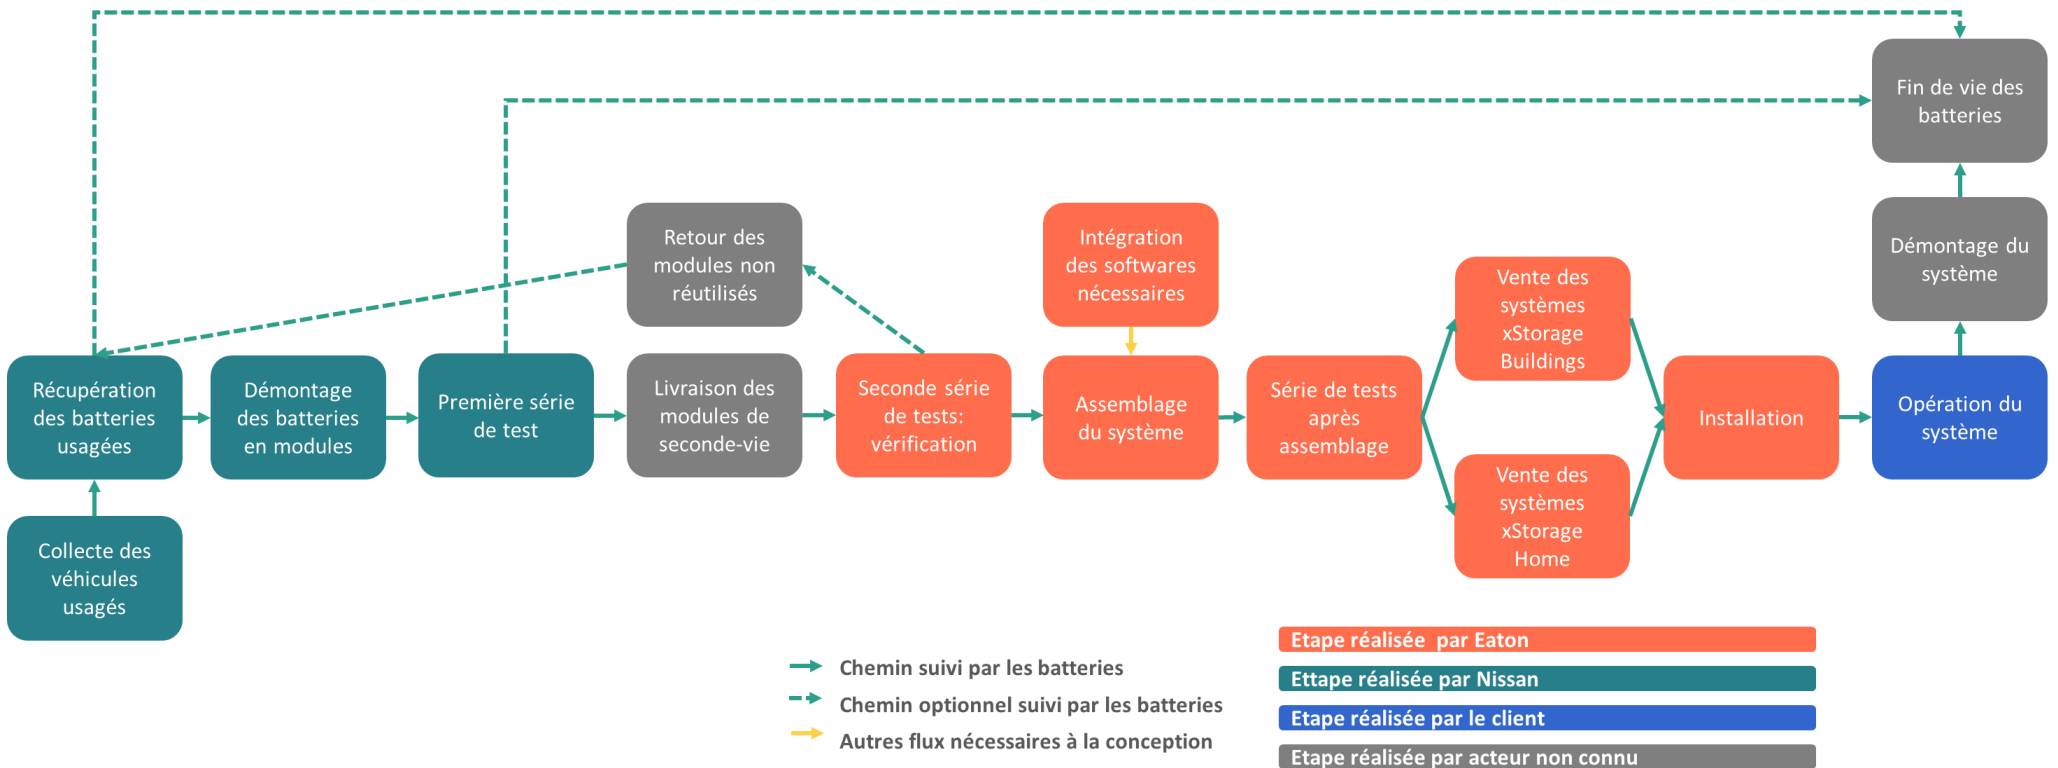 Fin de vie des
batteries
Retour des
modules non
réutilisés
Intégration
des softwares
nécessaires
Démontage du
système
Vente des
systèmes
xStorage
Buildings
Récupération
des batteries
usagées
Démontage
des batteries
en modules
Première série
de test
Livraison des
modules de
seconde-vie
Seconde série
de tests:
vérification
Assemblage
du système
Série de tests
après
assemblage
Installation
Opération du
système
Vente des
systèmes
xStorage
Home
Collecte des
véhicules
usagés
Chemin suivi par les batteries
Chemin optionnel suivi par les batteries
Autres flux nécessaires à la conception
Etape réalisée  par Eaton
Ettape réalisée par Nissan
Etape réalisée par le client
Etape réalisée par acteur non connu